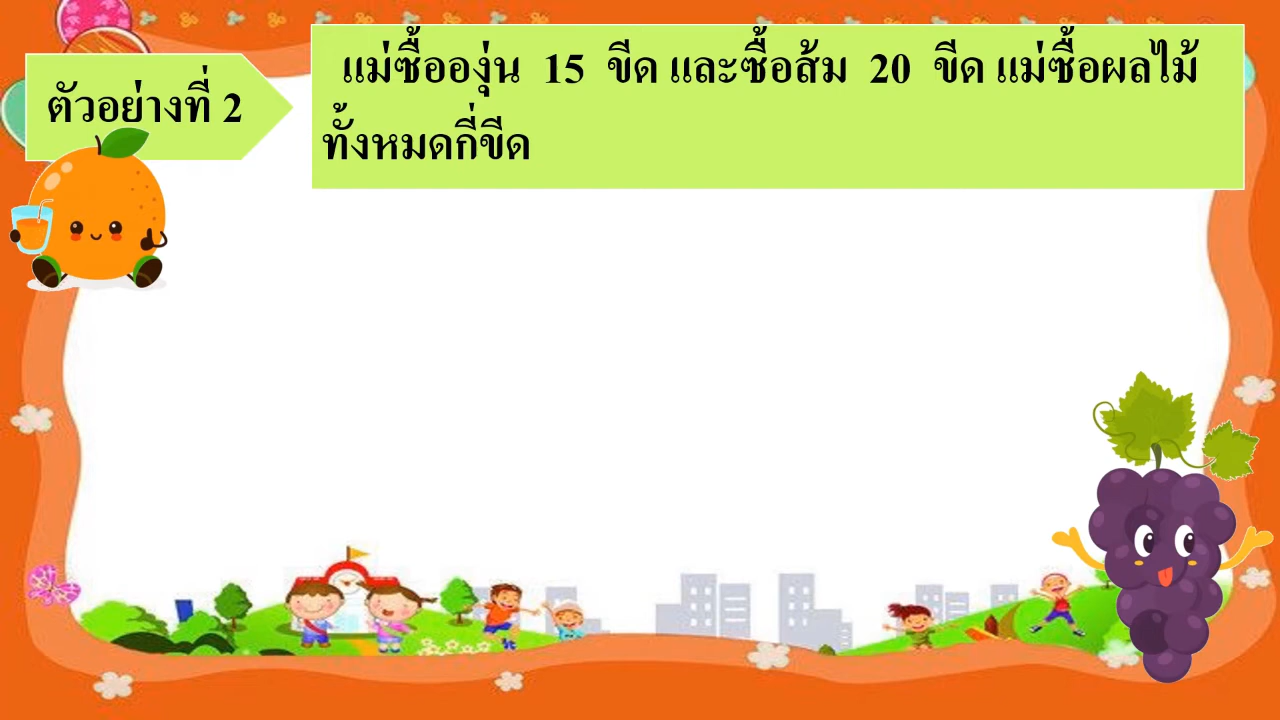 ตัวอย่างที่ 2
แม่ซื้อองุ่น 15 ขีด และซื้อส้ม 20 ขีด แม่ซื้อผลไม้
ทั้งหมดกี่ขีด